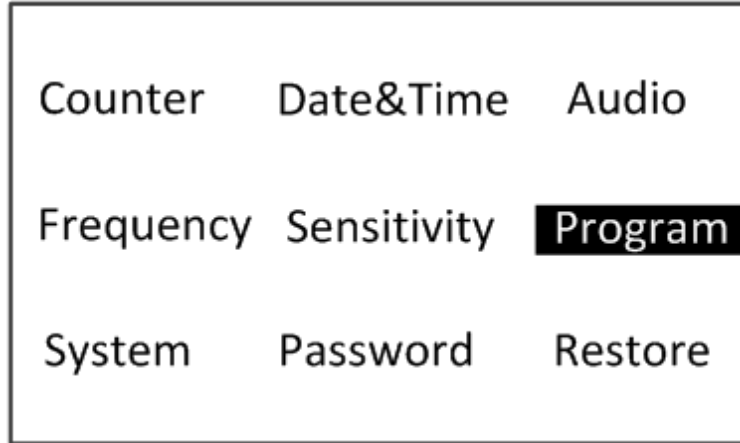 Counter Date&Time Audio
Frequency Sensitivity Program
System Password Restore